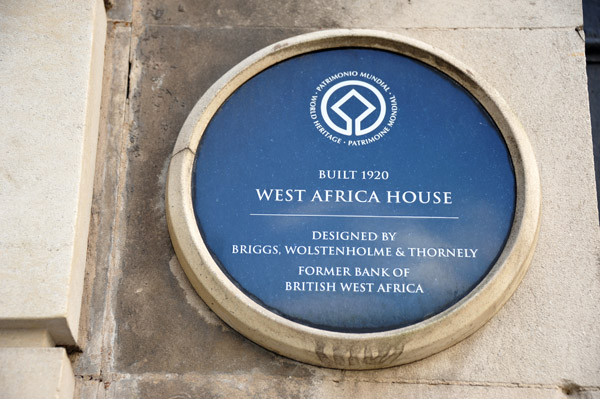 · PATRIMONIO MUNDIAL ·
WORLD HERITAGE · PATRIMOINE MONDIAL
BUILT 1920
WEST AFRICA HOUSE
DESIGNED BY
BRIGGS, WOLSTENHOLME & THORNELY
FORMER BANK OF
BRITISH WEST AFRICA